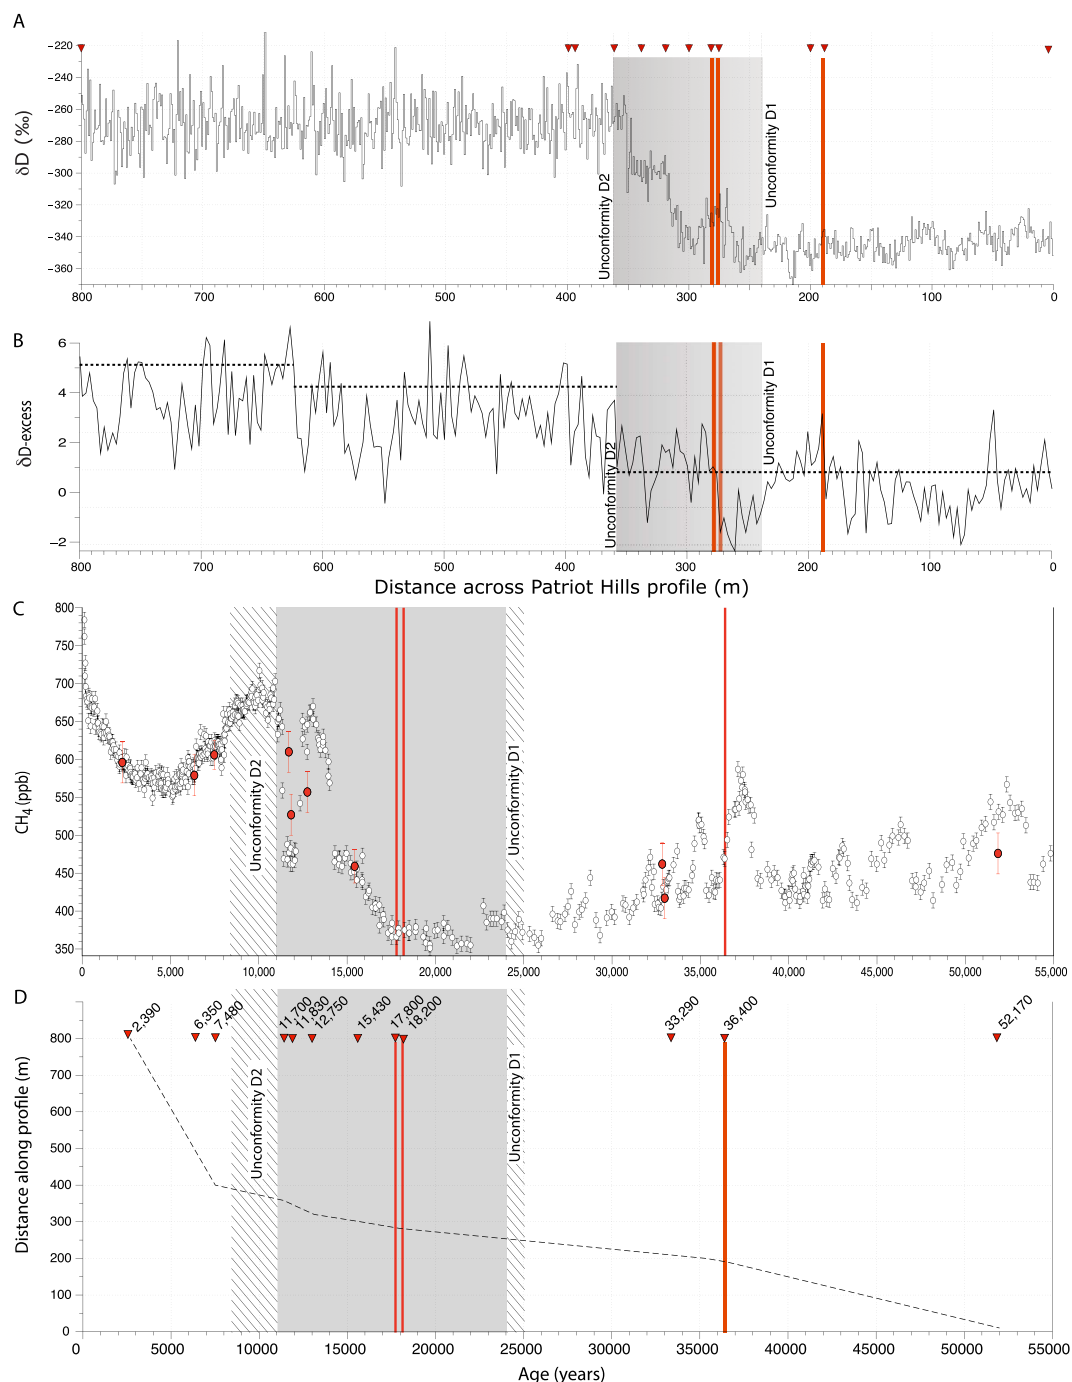 A
−220
−240
−260
−280
−300
−320
−340
−360
δD (‰)
Unconformity D2
Unconformity D1
800 700 600 500 400 300 200 100 0
B
6
4
2
0
−2
δD-excess
Unconformity D2
Unconformity D1
800 700 600 500 400 300 200 100 0
Distance across Patriot Hills profile (m)
C
800
750
700
650
600
550
500
450
400
350
CH4 (ppb)
Unconformity D2
Unconformity D1
0 5,000 10,000 15,000 20,000 25,000 30,000 35,000 40,000 45,000 50,000 55,000
D
2,390 6,350 7,480 11,700 11,830 12,750 15,430 17,800 18,200 33,290 36,400 52,170
800
700
600
500
400
300
200
100
0
Distance along profile (m)
Unconformity D2
Unconformity D1
0 5000 10000 15000 20000 25000 30000 35000 40000 45000 50000 55000
Age (years)